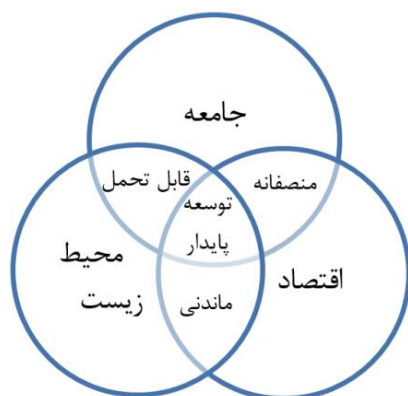 جامعه
منصفانه
قابل تحمل
توسعه
پایدار
اقتصاد
محیط
زیست
ماندنی